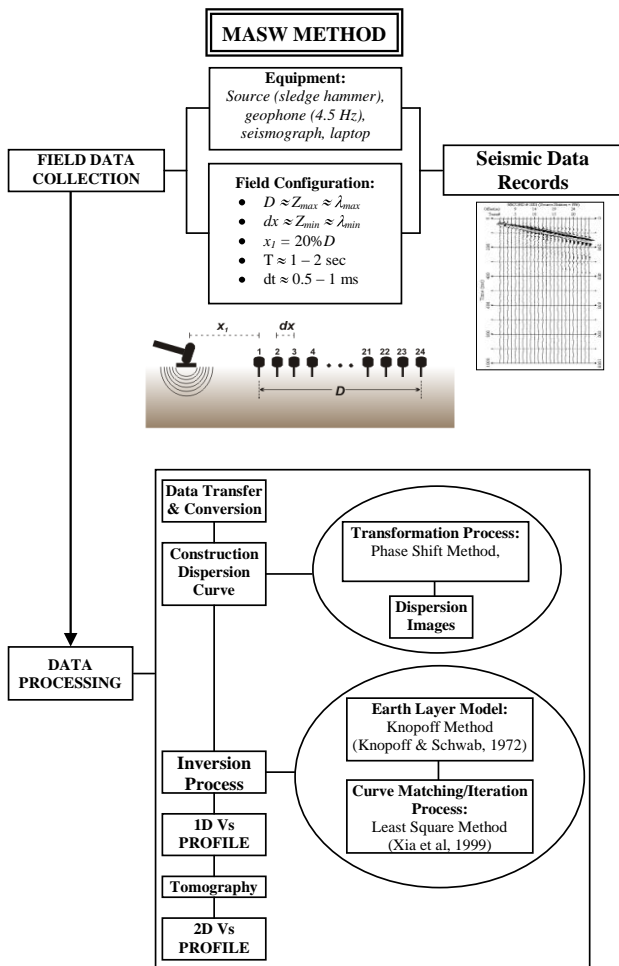 MASW METHOD
Equipment:
Source (sledge hammer),
geophone (4.5 Hz),
seismograph, laptop
FIELD DATA
COLLECTION
Field Configuration:
• D ≈ Zmax ≈ λmax
• dx ≈ Zmin ≈ λmin
• x1 = 20%D
• T ≈ 1 – 2 sec
• dt ≈ 0.5 – 1 ms
Seismic Data
Records
x1 dx
1 2 3 4 21 22 23 24
D
Data Transfer
& Conversion
Construction
Dispersion
Curve
Transformation Process:
Phase Shift Method,
Dispersion
Images
DATA
PROCESSING
Earth Layer Model:
Knopoff Method
(Knopoff & Schwab, 1972)
Inversion
Process
Curve Matching/Iteration
Process:
Least Square Method
(Xia et al, 1999)
1D Vs
PROFILE
Tomography
2D Vs
PROFILE